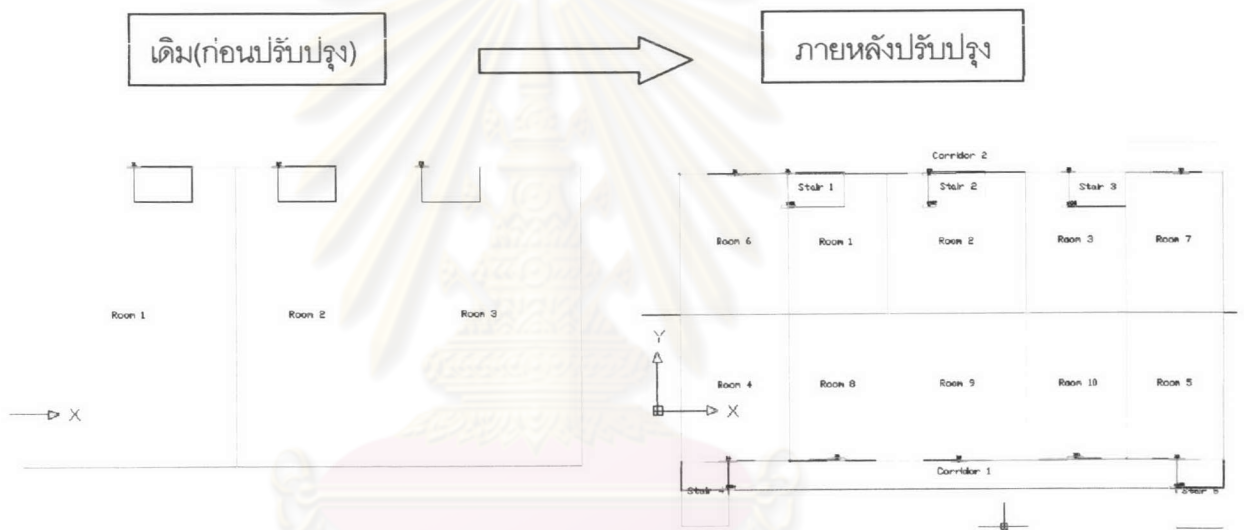 เดิม(ก่อนปรับปรุง)
ภายหลังปรับปรุง
Room 1
Room 2
Room 3
X
Corridor 2
Stair 1
Stair 2
Stair 3
Room 6
Room 1
Room 2
Room 3
Room 7
Y
X
Room 4
Room 8
Room 9
Room 10
Room 5
Corridor 1
Stair 4
Stair